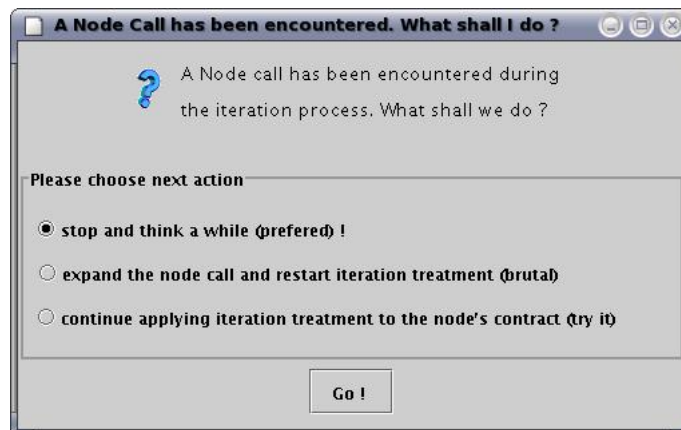 A Node Call has been encountered. What shall I do ?
A Node call has been encountered during
the iteration process. What shall we do ?
Please choose next action
stop and think a while (prefered) !
expand the node call and restart iteration treatment (brutal)
continue applying iteration treatment to the node's contract (try it)
Go !